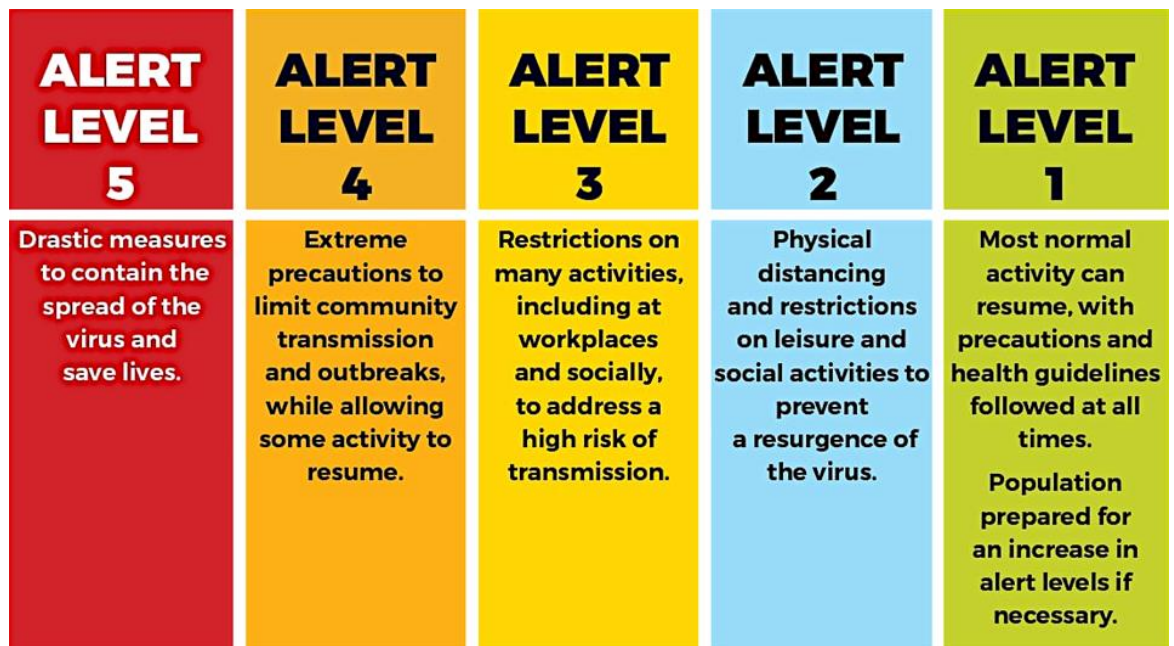 ALERT
LEVEL
5
Drastic measures
to contain the
spread of the
virus and
save lives.
ALERT
LEVEL
4
Extreme
precautions to
limit community
transmission
and outbreaks,
while allowing
some activity to
resume.
ALERT
LEVEL
3
Restrictions on
many activities,
including at
workplaces
and socially,
to address a
high risk of
transmission.
ALERT
LEVEL
2
Physical
distancing
and restrictions
on leisure and
social activities to
prevent
a resurgence of
the virus.
ALERT
LEVEL
1
Most normal
activity can
resume, with
precautions and
health guidelines
followed at all
times.
Population
prepared for
an increase in
alert levels if
necessary.